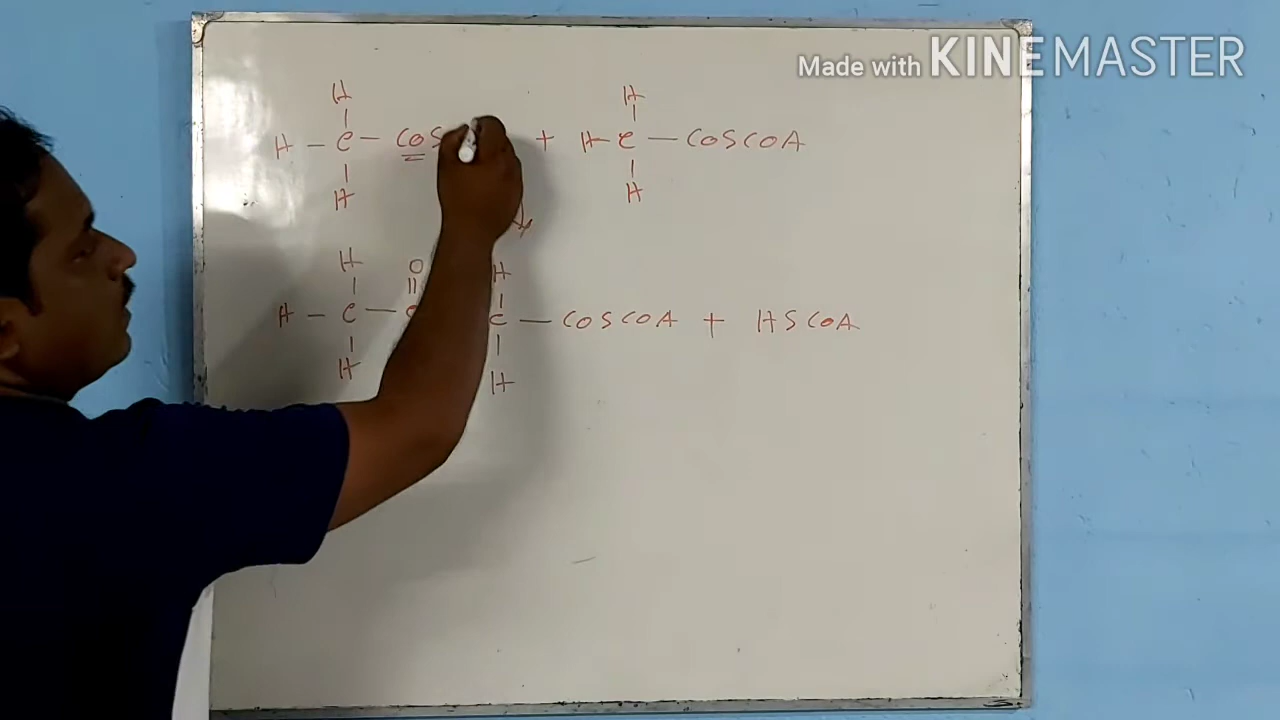 Made with KINEMASTER
H H
H – C – COS + H – C – COSCOA
H H
H O H
H – C – C – COSCOA + HSCOA
H H